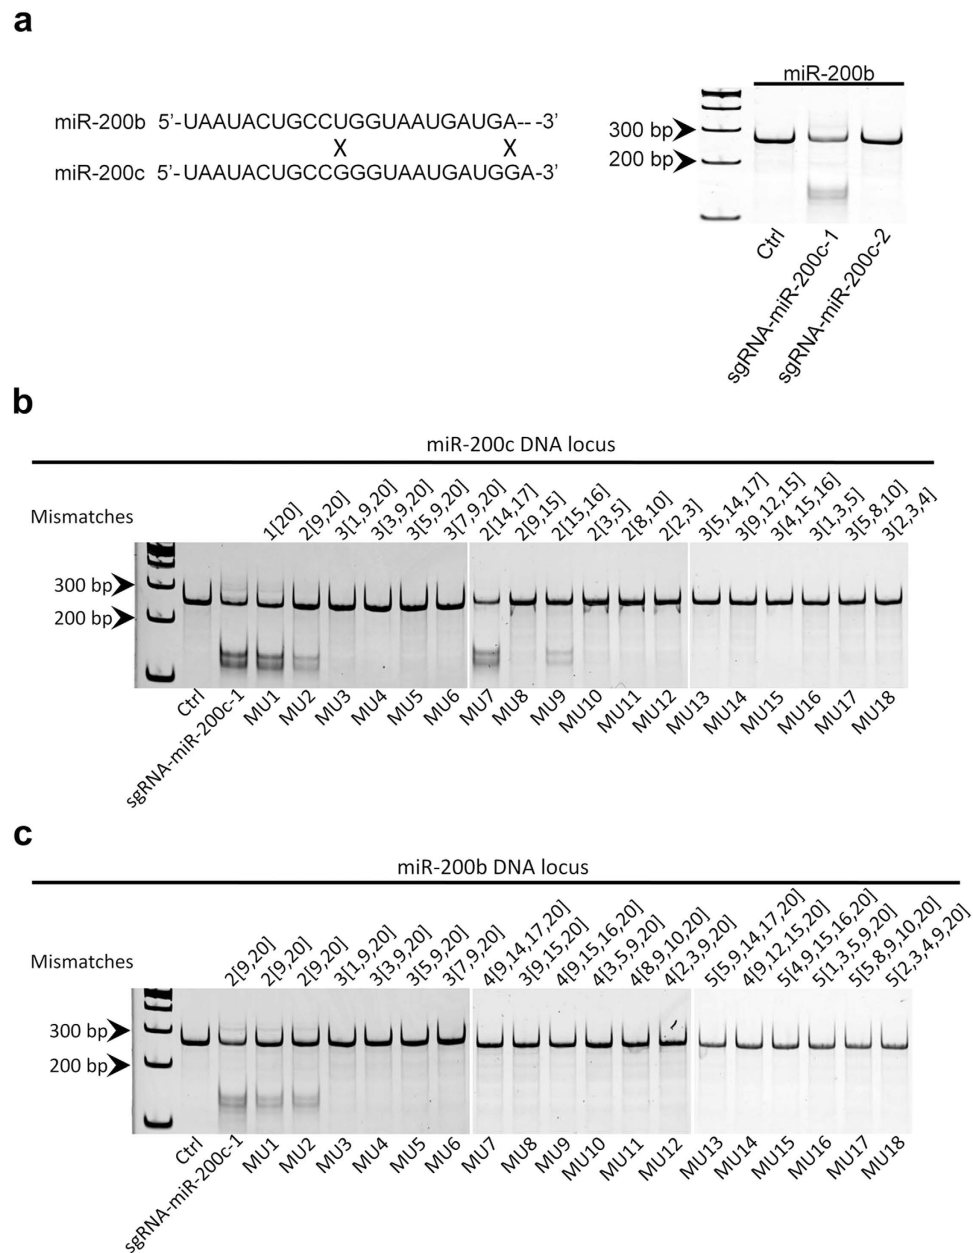 a
miR-200b 5'-UAAUACUGCCUGGUAAUGAUGA-- -3'
X X
miR-200c 5'-UAAUACUGCCGGGUAAUGAUGGA-3'
miR-200b
300 bp
200 bp
Ctrl
sgRNA-miR-200c-1
sgRNA-miR-200c-2
b
miR-200c DNA locus
Mismatches
1[20]
2[9,20]
3[1,9,20]
3[3,9,20]
3[5,9,20]
3[7,9,20]
2[14,17]
2[9,15]
2[15,16]
2[3,5]
2[8,10]
2[2,3]
3[5,14,17]
3[9,12,15]
3[4,15,16]
3[1,3,5]
3[5,8,10]
3[2,3,4]
300 bp
200 bp
Ctrl
sgRNA-miR-200c-1
MU1
MU2
MU3
MU4
MU5
MU6
MU7
MU8
MU9
MU10
MU11
MU12
MU13
MU14
MU15
MU16
MU17
MU18
c
miR-200b DNA locus
Mismatches
2[9,20]
2[9,20]
2[9,20]
3[1,9,20]
3[3,9,20]
3[5,9,20]
3[7,9,20]
4[9,14,17,20]
3[9,15,20]
4[9,15,16,20]
4[3,5,9,20]
4[8,9,10,20]
4[2,3,9,20]
5[5,9,14,17,20]
4[9,12,15,20]
5[4,9,15,16,20]
5[1,3,5,9,20]
5[5,8,9,10,20]
5[2,3,4,9,20]
300 bp
200 bp
Ctrl
sgRNA-miR-200c-1
MU1
MU2
MU3
MU4
MU5
MU6
MU7
MU8
MU9
MU10
MU11
MU12
MU13
MU14
MU15
MU16
MU17
MU18